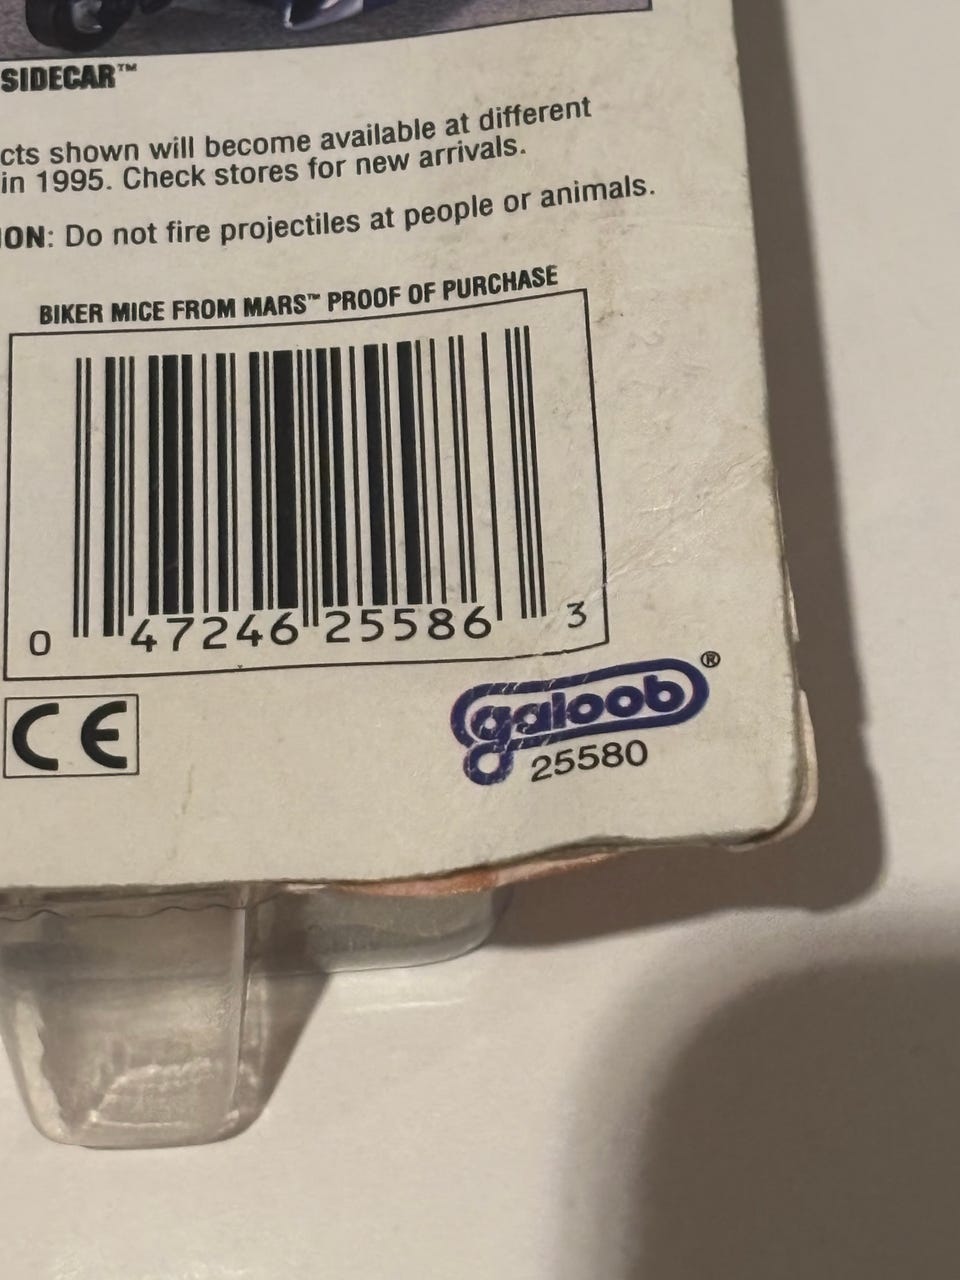 SIDECAR™
cts shown will become available at different
in 1995. Check stores for new arrivals.
ION: Do not fire projectiles at people or animals.
BIKER MICE FROM MARS™ PROOF OF PURCHASE
0 47246 25586 3
CE
galoob®
25580